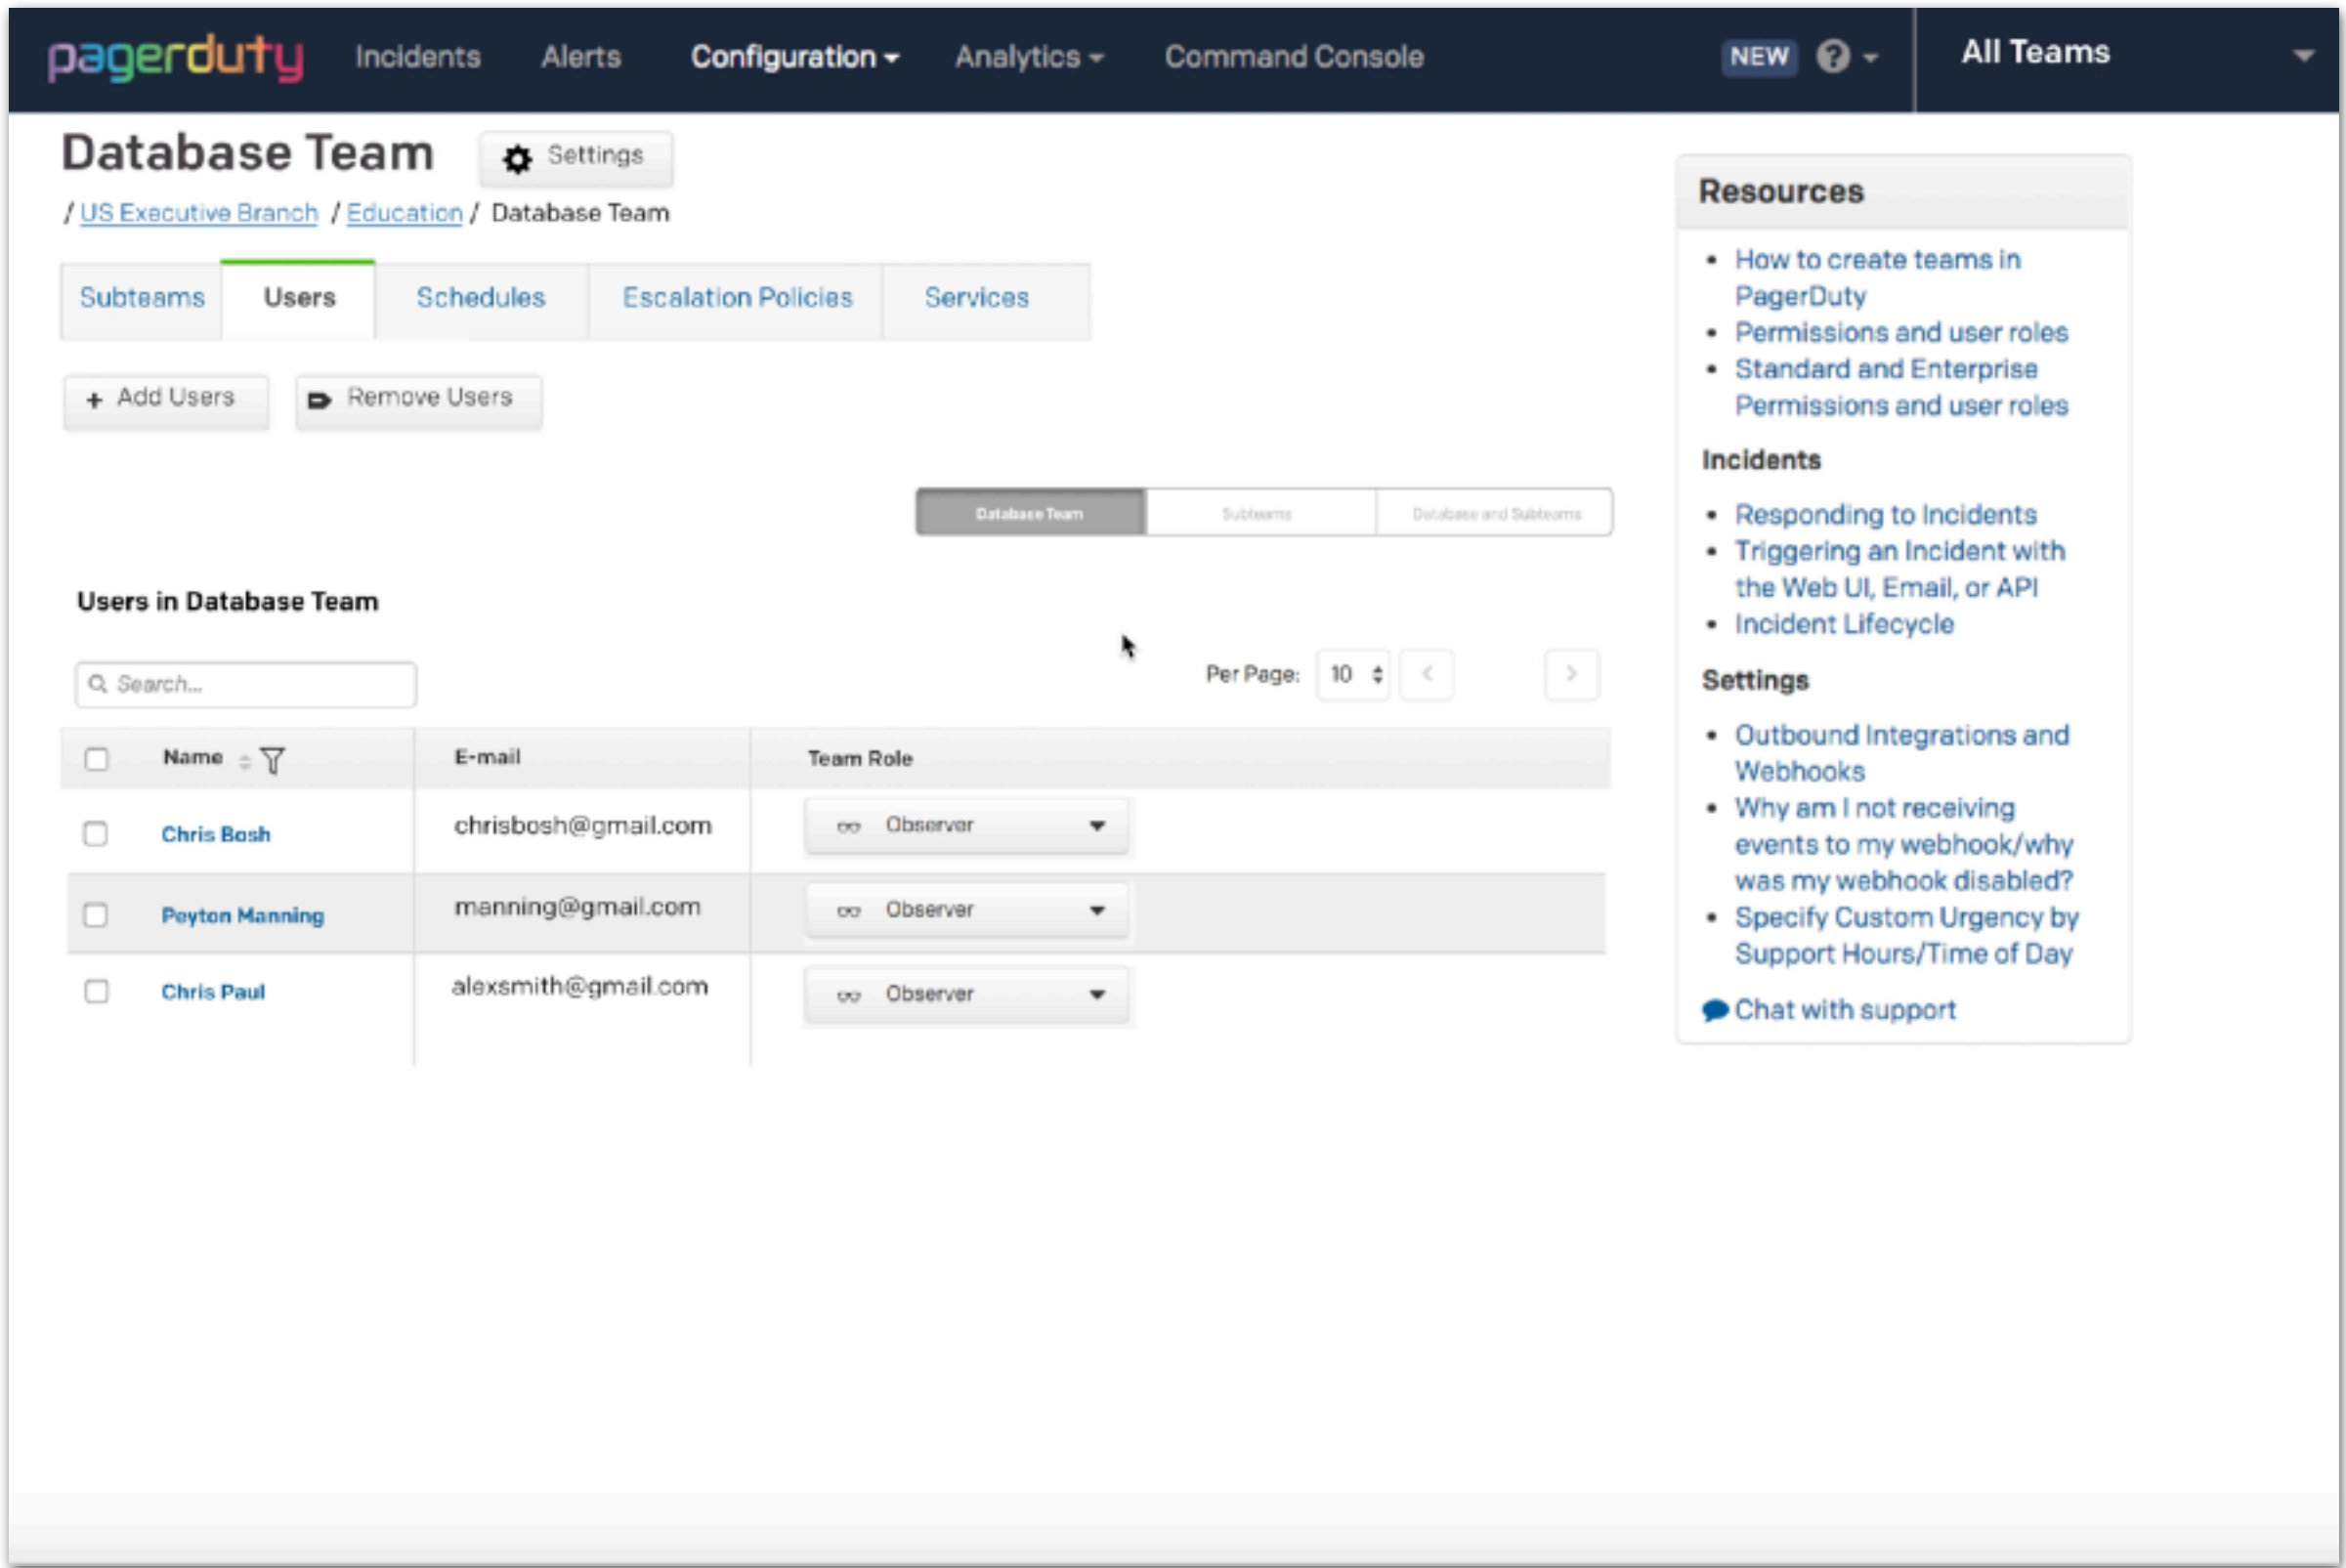 pagerduty Incidents Alerts Configuration Analytics Command Console NEW ? All Teams
Database Team Settings
/ US Executive Branch / Education / Database Team
Subteams Users Schedules Escalation Policies Services
+ Add Users Remove Users
Database Team Subteams Database and Subteams
Users in Database Team
Search... Per Page: 10 < >
Name E-mail Team Role
Chris Bosh chrisbosh@gmail.com Observer
Peyton Manning manning@gmail.com Observer
Chris Paul alexsmith@gmail.com Observer
Resources
• How to create teams in
PagerDuty
• Permissions and user roles
• Standard and Enterprise
Permissions and user roles
Incidents
• Responding to Incidents
• Triggering an Incident with
the Web UI, Email, or API
• Incident Lifecycle
Settings
• Outbound Integrations and
Webhooks
• Why am I not receiving
events to my webhook/why
was my webhook disabled?
• Specify Custom Urgency by
Support Hours/Time of Day
Chat with support